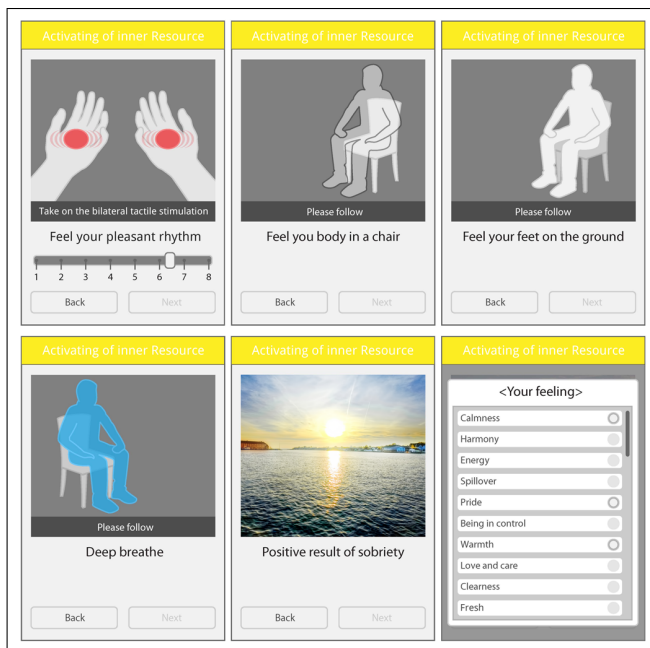 Activating of inner Resource
Take on the bilateral tactile stimulation
Feel your pleasant rhythm
1 2 3 4 5 6 7 8
Back Next
Activating of inner Resource
Please follow
Feel you body in a chair
Back Next
Activating of inner Resource
Please follow
Feel your feet on the ground
Back Next
Activating of inner Resource
Please follow
Deep breathe
Back Next
Activating of inner Resource
Positive result of sobriety
Back Next
Activating of inner Resource
<Your feeling>
Calmness
Harmony
Energy
Spillover
Pride
Being in control
Warmth
Love and care
Clearness
Fresh